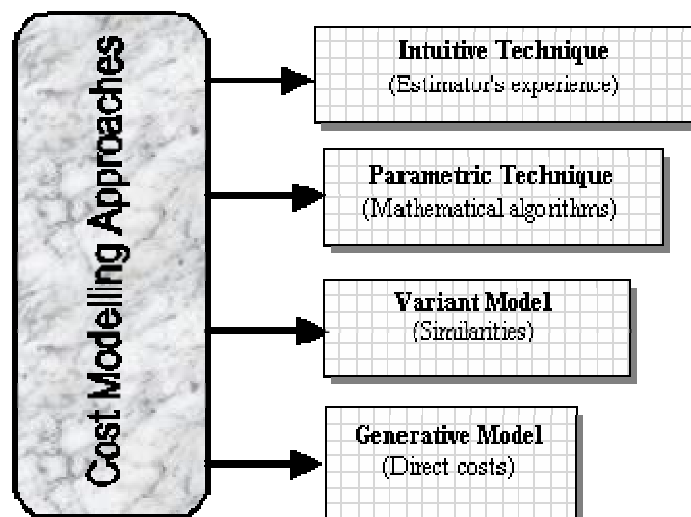 Cost Modelling Approaches
Intuitive Technique
(Estimator's experience)
Parametric Technique
(Mathematical algorithms)
Variant Model
(Similarities)
Generative Model
(Direct costs)